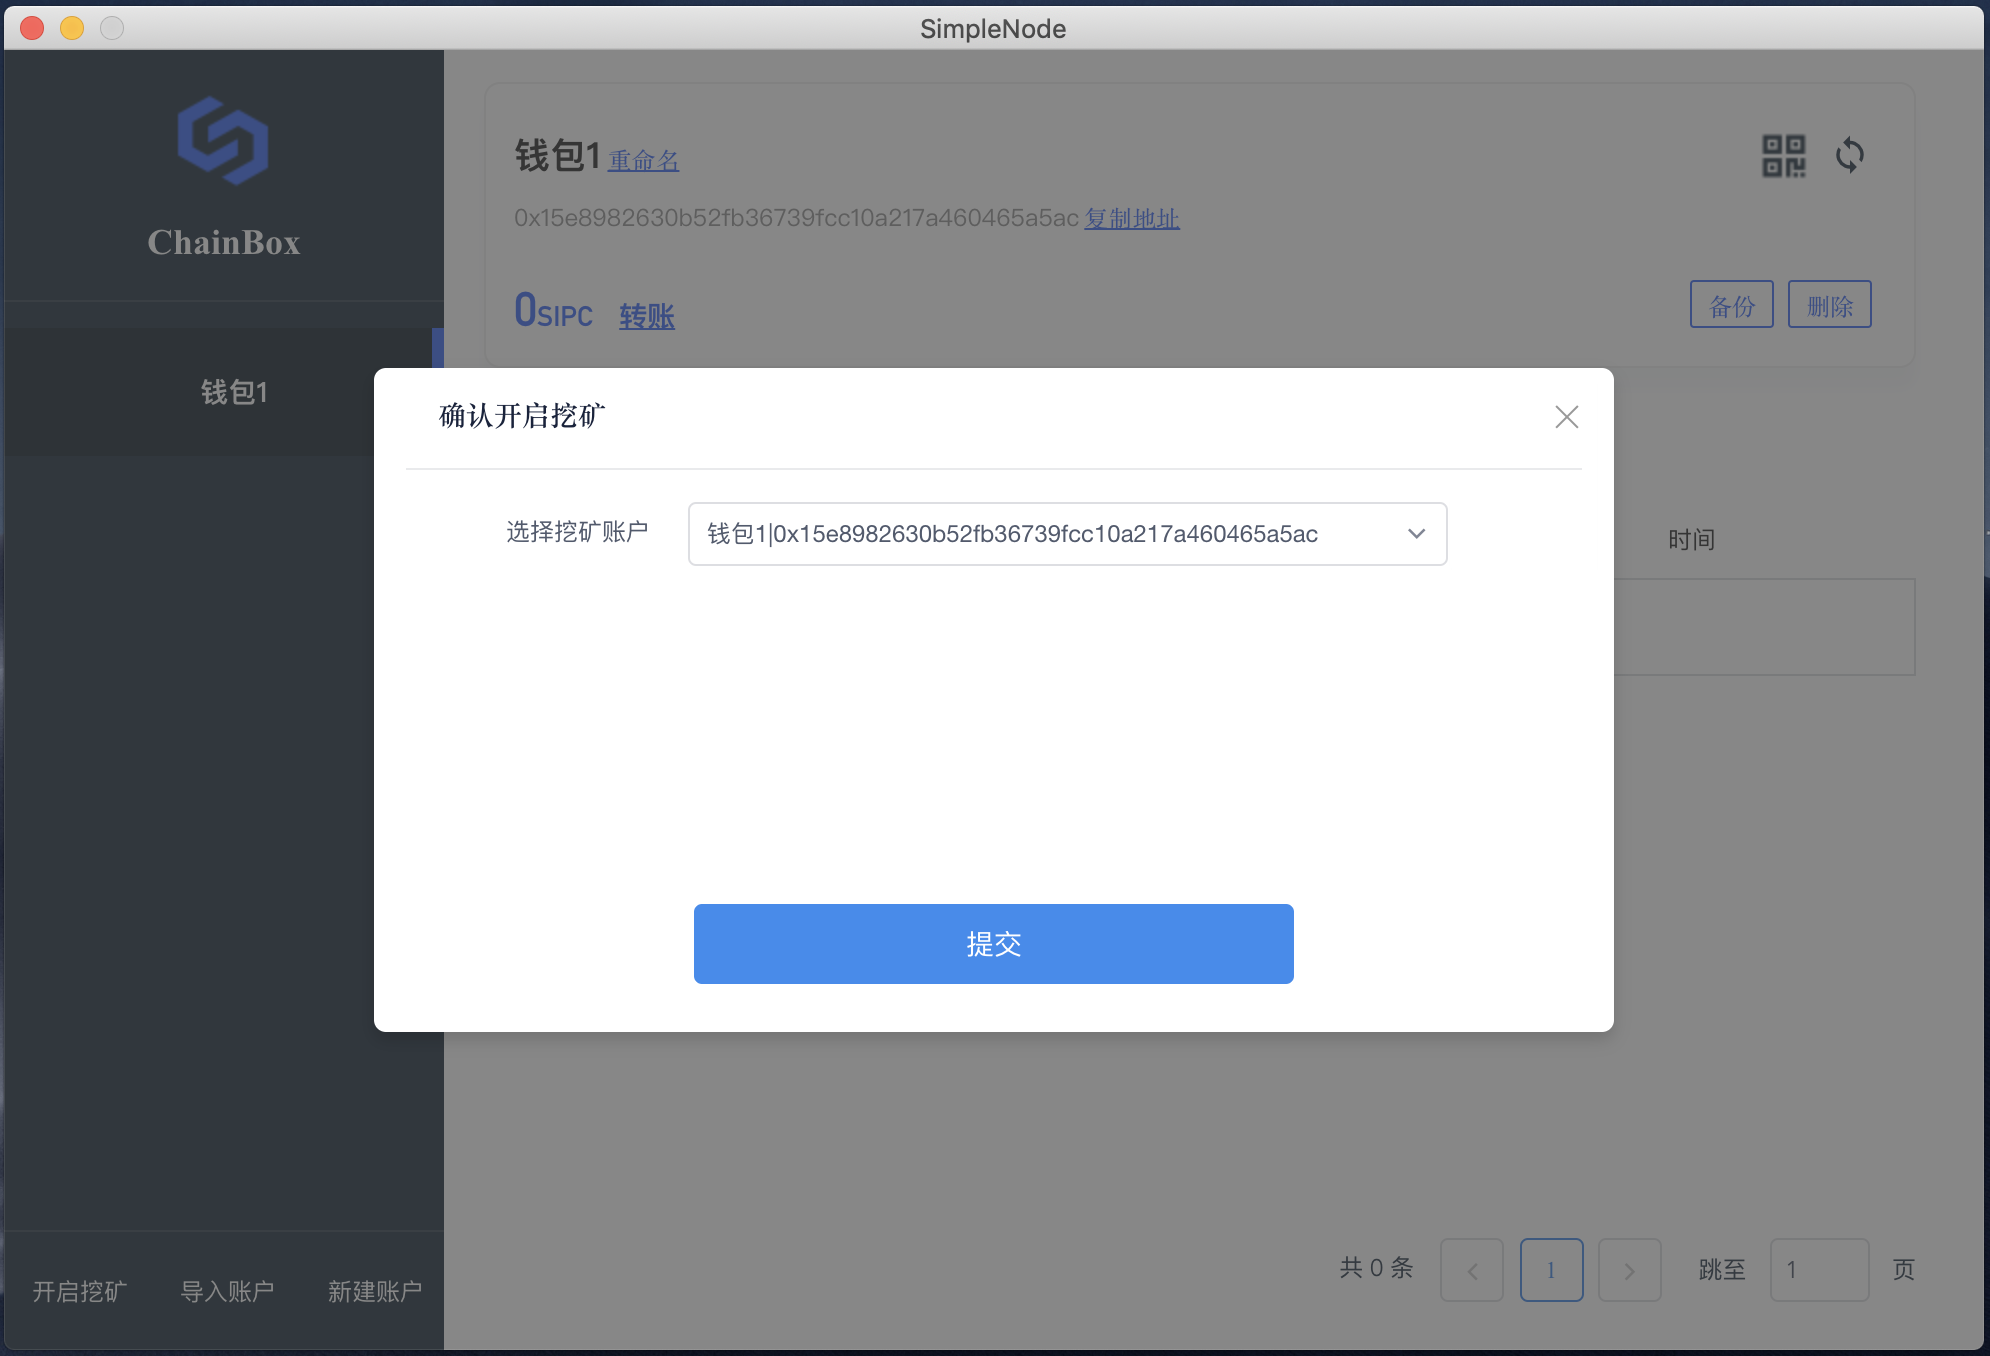 SimpleNode
ChainBox
钱包1
开启挖矿 导入账户 新建账户
钱包1 重命名
0x15e8982630b52fb36739fcc10a217a460465a5ac 复制地址
0SIPC 转账
备份 删除
确认开启挖矿
选择挖矿账户 钱包1|0x15e8982630b52fb36739fcc10a217a460465a5ac
提交
时间
共 0 条 1 跳至 1 页